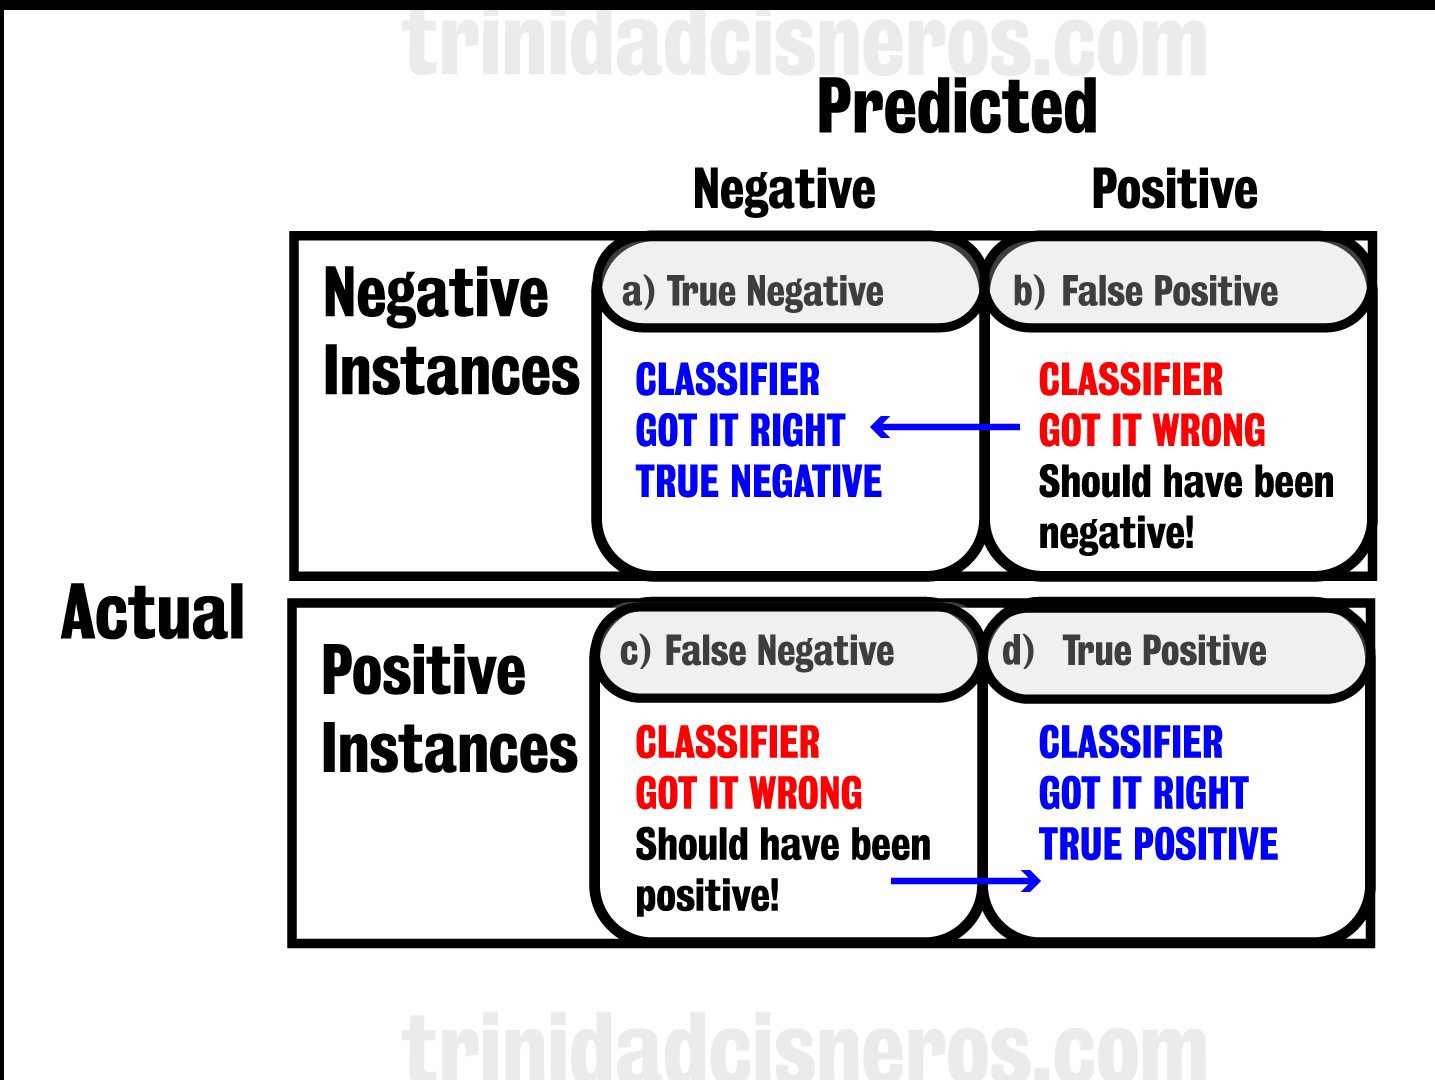 trinidadcisneros.com
Predicted
Negative Positive
Negative
Instances
a) True Negative
CLASSIFIER
GOT IT RIGHT
TRUE NEGATIVE
b) False Positive
CLASSIFIER
GOT IT WRONG
Should have been
negative!
Actual
Positive
Instances
c) False Negative
CLASSIFIER
GOT IT WRONG
Should have been
positive!
d) True Positive
CLASSIFIER
GOT IT RIGHT
TRUE POSITIVE
trinidadcisneros.com